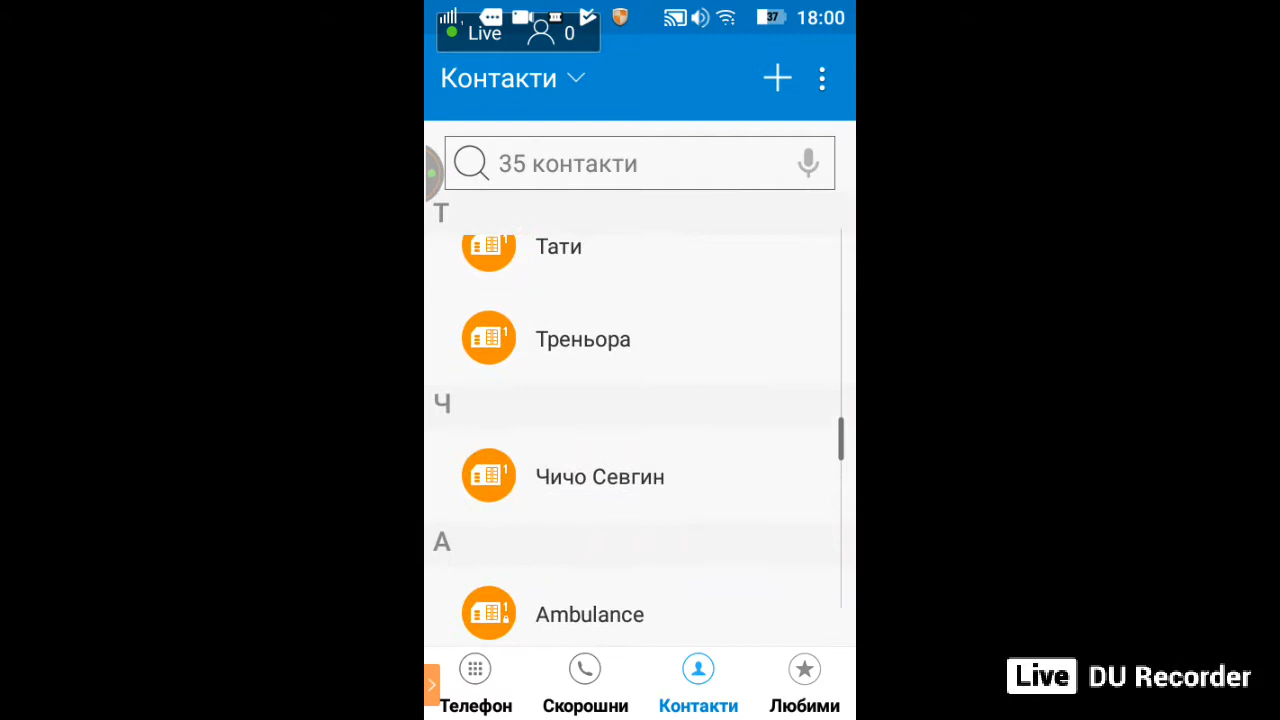 37 18:00
Live 0
Контакти
35 контакти
Т
Тати
Треньора
Ч
Чичо Севгин
A
Ambulance
Телефон Скорошни Контакти Любими
Live DU Recorder